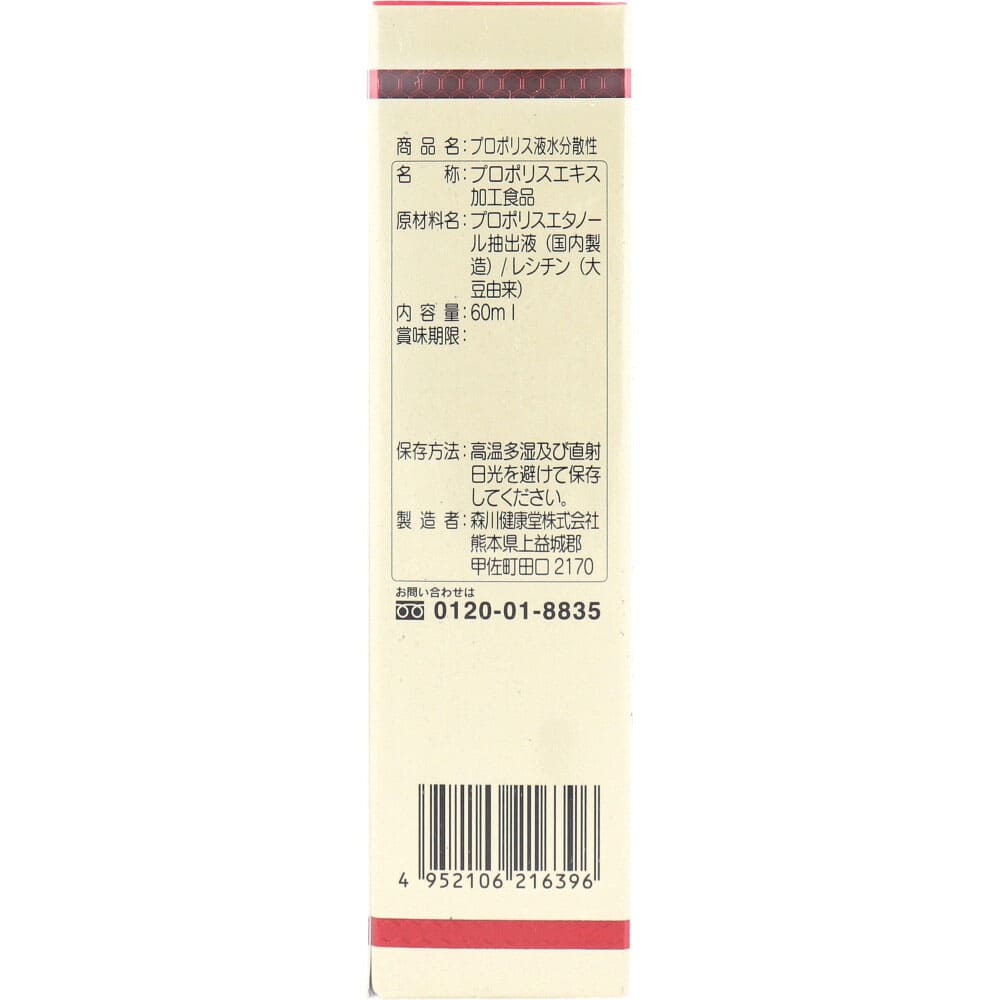 商品名:プロポリス液水分散性
名称:プロポリスエキス
加工食品
原材料名:プロポリスエタノー
ル抽出液(国内製
造)/レシチン(大
豆由来)
内容量:60ml
賞味期限:
保存方法:高温多湿及び直射
日光を避けて保存
してください。
製造者:森川健康堂株式会社
熊本県上益城郡
甲佐町田口2170
お問い合わせは
0120-01-8835
4 952106 216396